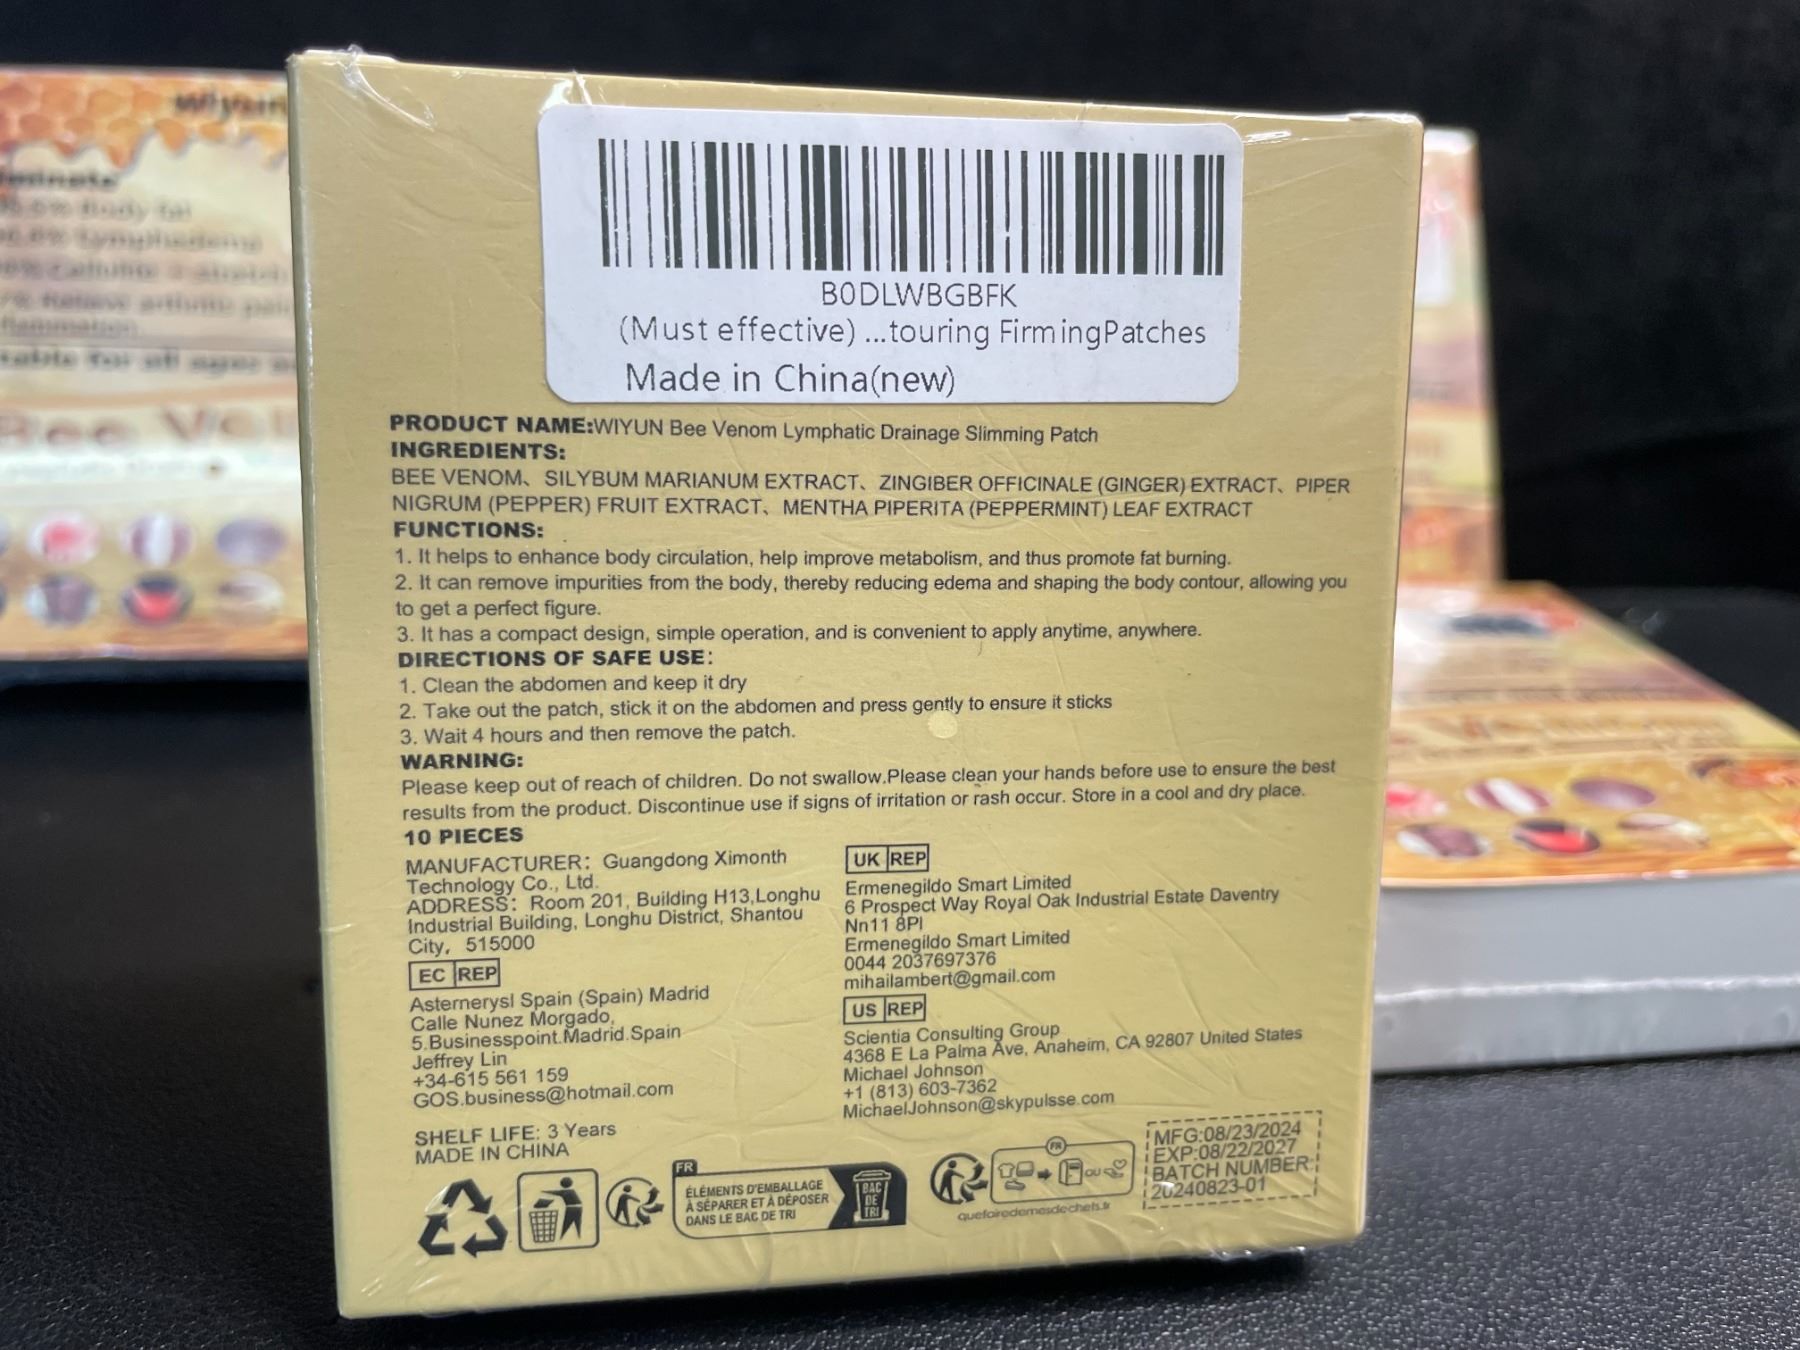 wiyun
Body fat
B0DLWBGBFK
(Must effective) ...touring FirmingPatches
Made in China(new)
PRODUCT NAME:WIYUN Bee Venom Lymphatic Drainage Slimming Patch
INGREDIENTS:
BEE VENOM、SILYBUM MARIANUM EXTRACT、ZINGIBER OFFICINALE (GINGER) EXTRACT、PIPER
NIGRUM (PEPPER) FRUIT EXTRACT、MENTHA PIPERITA (PEPPERMINT) LEAF EXTRACT
FUNCTIONS:
1. It helps to enhance body circulation, help improve metabolism, and thus promote fat burning.
2. It can remove impurities from the body, thereby reducing edema and shaping the body contour, allowing you
to get a perfect figure.
3. It has a compact design, simple operation, and is convenient to apply anytime, anywhere.
DIRECTIONS OF SAFE USE:
1. Clean the abdomen and keep it dry
2. Take out the patch, stick it on the abdomen and press gently to ensure it sticks
3. Wait 4 hours and then remove the patch.
WARNING:
Please keep out of reach of children. Do not swallow.Please clean your hands before use to ensure the best
results from the product. Discontinue use if signs of irritation or rash occur. Store in a cool and dry place.
10 PIECES
MANUFACTURER: Guangdong Ximonth
Technology Co., Ltd.
ADDRESS: Room 201, Building H13,Longhu
Industrial Building, Longhu District, Shantou
City, 515000
EC REP
Asternerysl Spain (Spain) Madrid
Calle Nunez Morgado,
5.Businesspoint.Madrid.Spain
Jeffrey Lin
+34-615 561 159
GOS.business@hotmail.com
SHELF LIFE: 3 Years
MADE IN CHINA
UK REP
Ermenegildo Smart Limited
6 Prospect Way Royal Oak Industrial Estate Daventry
Nn11 8Pl
Ermenegildo Smart Limited
0044 2037697376
mihailambert@gmail.com
US REP
Scientia Consulting Group
4368 E La Palma Ave, Anaheim, CA 92807 United States
Michael Johnson
+1 (813) 603-7362
MichaelJohnson@skypulsse.com
FR
ÉLÉMENTS D'EMBALLAGE
À SÉPARER ET À DÉPOSER
DANS LE BAC DE TRI
BAC
DE
TRI
FR
OU
quefairedemesdechets.fr
MFG:08/23/2024
EXP:08/22/2027
BATCH NUMBER:
20240823-01